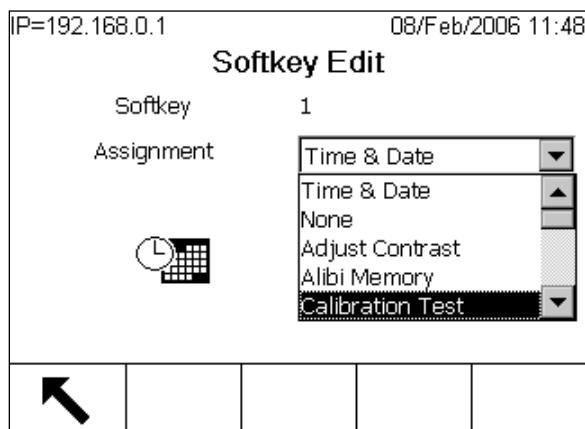 IP=192.168.0.1 08/Feb/2006 11:48
Softkey Edit
Softkey 1
Assignment Time & Date
Time & Date
None
Adjust Contrast
Alibi Memory
Calibration Test